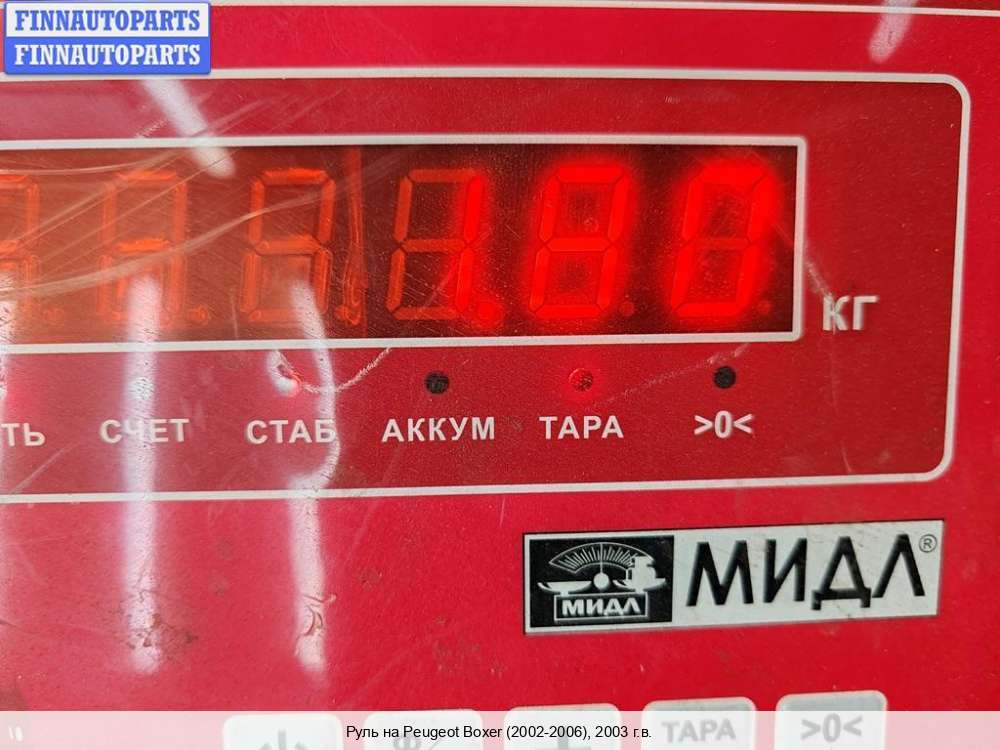 FINNAUTOPARTS
FINNAUTOPARTS
1.80
КГ
ТЬ СЧЕТ СТАБ АККУМ ТАРА >0<
МИДЛ МИДЛ®
ТАРА >0<
Руль на Peugeot Boxer (2002-2006), 2003 г.в.